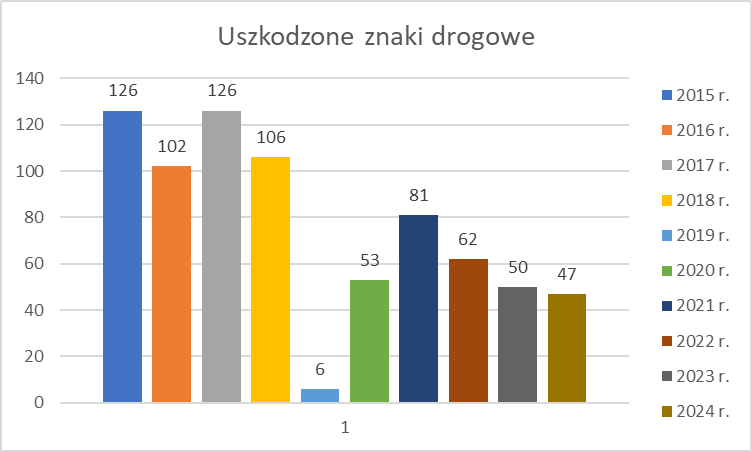 Uszkodzone znaki drogowe
140
120
100
80
60
40
20
0
126
102
126
106
6
53
81
62
50
47
1
2015 r.
2016 r.
2017 r.
2018 r.
2019 r.
2020 r.
2021 r.
2022 r.
2023 r.
2024 r.